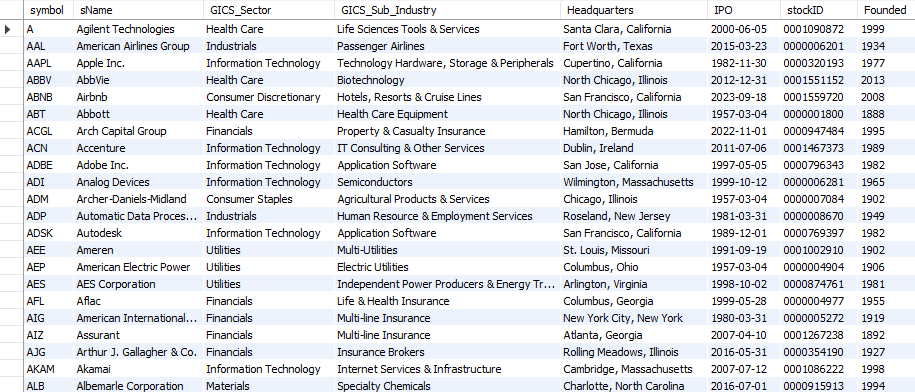 symbol sName GICS_Sector GICS_Sub_Industry Headquarters IPO stockID Founded
A Agilent Technologies Health Care Life Sciences Tools & Services Santa Clara, California 2000-06-05 0001090872 1999
AAL American Airlines Group Industrials Passenger Airlines Fort Worth, Texas 2015-03-23 0000006201 1934
AAPL Apple Inc. Information Technology Technology Hardware, Storage & Peripherals Cupertino, California 1982-11-30 0000320193 1977
ABBV AbbVie Health Care Biotechnology North Chicago, Illinois 2012-12-31 0001551152 2013
ABNB Airbnb Consumer Discretionary Hotels, Resorts & Cruise Lines San Francisco, California 2023-09-18 0001559720 2008
ABT Abbott Health Care Health Care Equipment North Chicago, Illinois 1957-03-04 0000001800 1888
ACGL Arch Capital Group Financials Property & Casualty Insurance Hamilton, Bermuda 2022-11-01 0000947484 1995
ACN Accenture Information Technology IT Consulting & Other Services Dublin, Ireland 2011-07-06 0001467373 1989
ADBE Adobe Inc. Information Technology Application Software San Jose, California 1997-05-05 0000796343 1982
ADI Analog Devices Information Technology Semiconductors Wilmington, Massachusetts 1999-10-12 0000006281 1965
ADM Archer-Daniels-Midland Consumer Staples Agricultural Products & Services Chicago, Illinois 1957-03-04 0000007084 1902
ADP Automatic Data Proces... Industrials Human Resource & Employment Services Roseland, New Jersey 1981-03-31 0000008670 1949
ADSK Autodesk Information Technology Application Software San Francisco, California 1989-12-01 0000769397 1982
AEE Ameren Utilities Multi-Utilities St. Louis, Missouri 1991-09-19 0001002910 1902
AEP American Electric Power Utilities Electric Utilities Columbus, Ohio 1957-03-04 0000004904 1906
AES AES Corporation Utilities Independent Power Producers & Energy Tr... Arlington, Virginia 1998-10-02 0000874761 1981
AFL Aflac Financials Life & Health Insurance Columbus, Georgia 1999-05-28 0000004977 1955
AIG American International... Financials Multi-line Insurance New York City, New York 1980-03-31 0000005272 1919
AIZ Assurant Financials Multi-line Insurance Atlanta, Georgia 2007-04-10 0001267238 1892
AJG Arthur J. Gallagher & Co. Financials Insurance Brokers Rolling Meadows, Illinois 2016-05-31 0000354190 1927
AKAM Akamai Information Technology Internet Services & Infrastructure Cambridge, Massachusetts 2007-07-12 0001086222 1998
ALB Albemarle Corporation Materials Specialty Chemicals Charlotte, North Carolina 2016-07-01 0000915913 1994